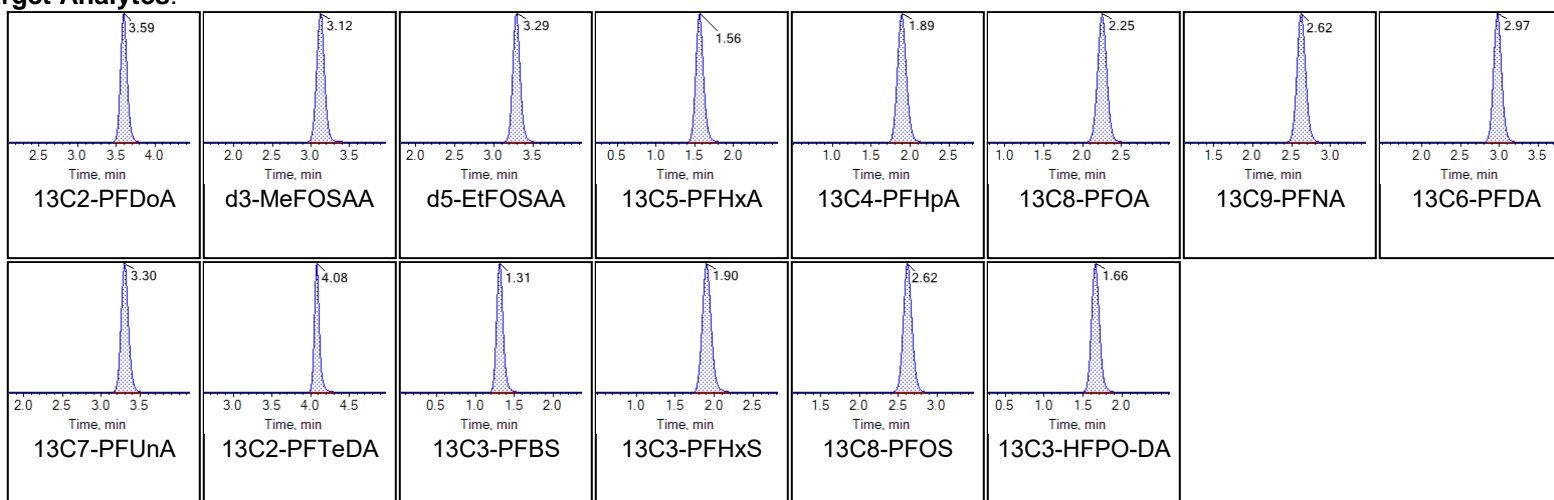 arget Analytes:
3.59
2.5 3.0 3.5 4.0
Time, min
13C2-PFDoA
3.12
2.0 2.5 3.0 3.5
Time, min
d3-MeFOSAA
3.29
2.0 2.5 3.0 3.5
Time, min
d5-EtFOSAA
1.56
0.5 1.0 1.5 2.0
Time, min
13C5-PFHxA
1.89
1.0 1.5 2.0 2.5
Time, min
13C4-PFHpA
2.25
1.0 1.5 2.0 2.5
Time, min
13C8-PFOA
2.62
1.5 2.0 2.5 3.0
Time, min
13C9-PFNA
2.97
2.0 2.5 3.0 3.5
Time, min
13C6-PFDA
3.30
2.0 2.5 3.0 3.5
Time, min
13C7-PFUnA
4.08
3.0 3.5 4.0 4.5
Time, min
13C2-PFTeDA
1.31
0.5 1.0 1.5 2.0
Time, min
13C3-PFBS
1.90
1.0 1.5 2.0 2.5
Time, min
13C3-PFHxS
2.62
1.5 2.0 2.5 3.0
Time, min
13C8-PFOS
1.66
0.5 1.0 1.5 2.0
Time, min
13C3-HFPO-DA